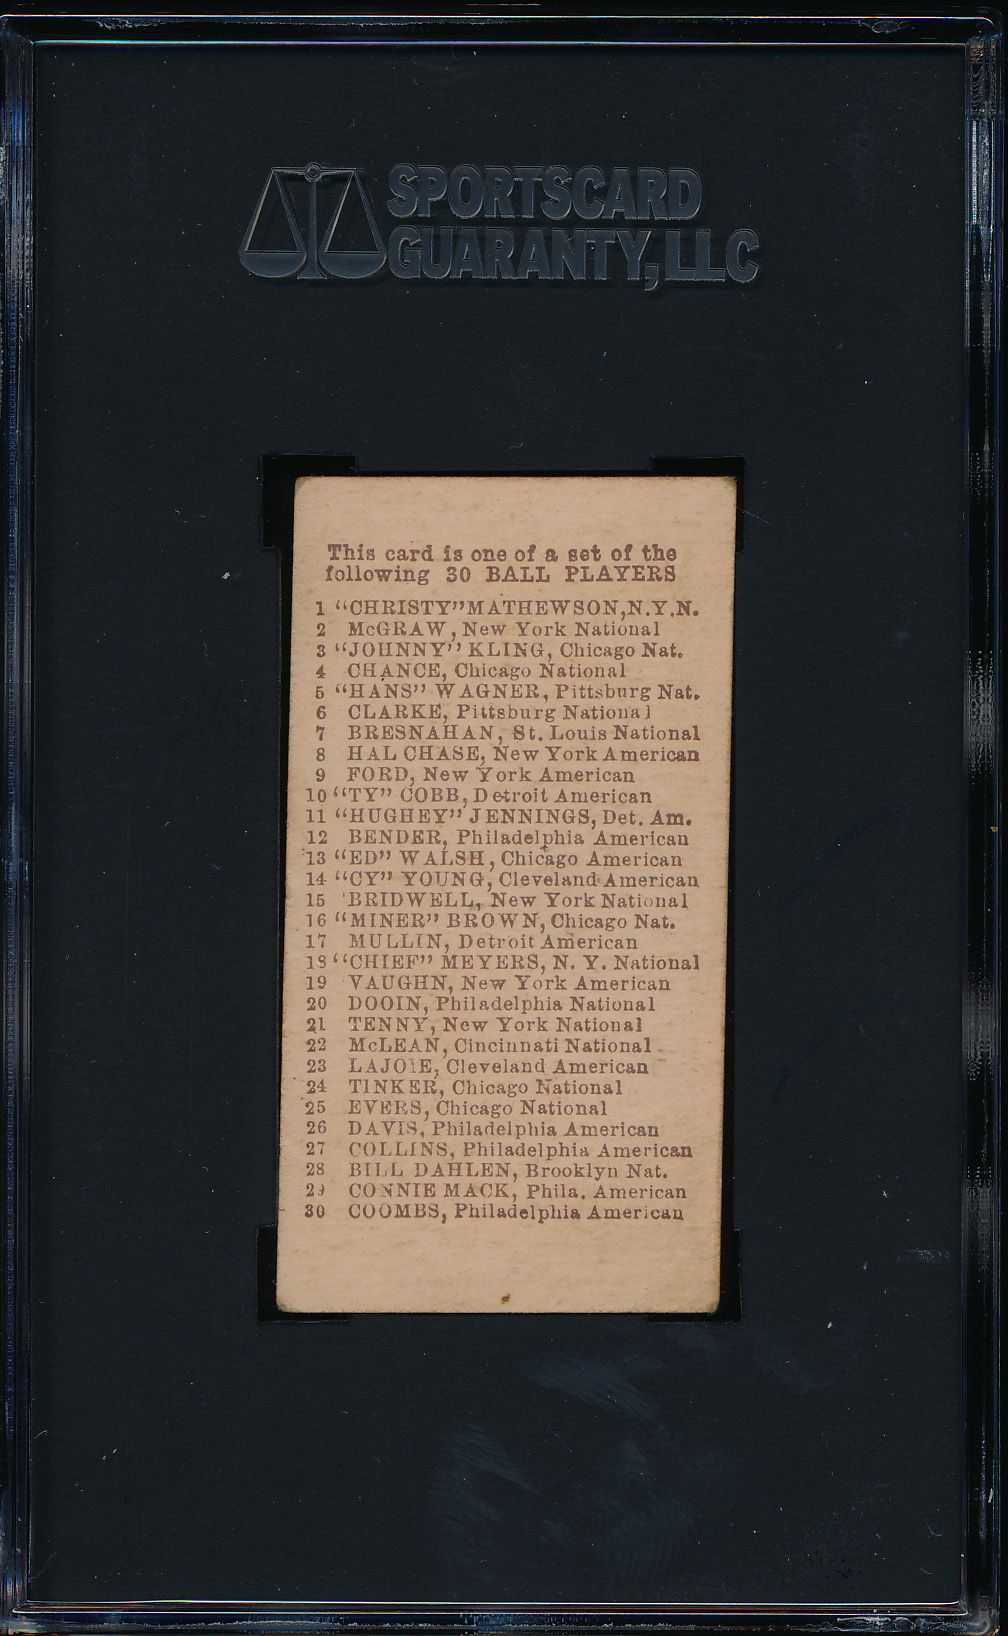 SPORTSCARD
GUARANTY, LLC
This card is one of a set of the
following 30 BALL PLAYERS
1 "CHRISTY" MATHEWSON, N.Y.N.
2 McGRAW, New York National
3 "JOHNNY" KLING, Chicago Nat.
4 CHANCE, Chicago National
5 "HANS" WAGNER, Pittsburg Nat.
6 CLARKE, Pittsburg National
7 BRESNAHAN, St. Louis National
8 HAL CHASE, New York American
9 FORD, New York American
10 "TY" COBB, Detroit American
11 "HUGHEY" JENNINGS, Det. Am.
12 BENDER, Philadelphia American
13 "ED" WALSH, Chicago American
14 "CY" YOUNG, Cleveland American
15 BRIDWELL, New York National
16 "MINER" BROWN, Chicago Nat.
17 MULLIN, Detroit American
18 "CHIEF" MEYERS, N. Y. National
19 VAUGHN, New York American
20 DOOIN, Philadelphia National
21 TENNY, New York National
22 McLEAN, Cincinnati National
23 LAJOIE, Cleveland American
24 TINKER, Chicago National
25 EVERS, Chicago National
26 DAVIS, Philadelphia American
27 COLLINS, Philadelphia American
28 BILL DAHLEN, Brooklyn Nat.
29 CONNIE MACK, Phila. American
30 COOMBS, Philadelphia American